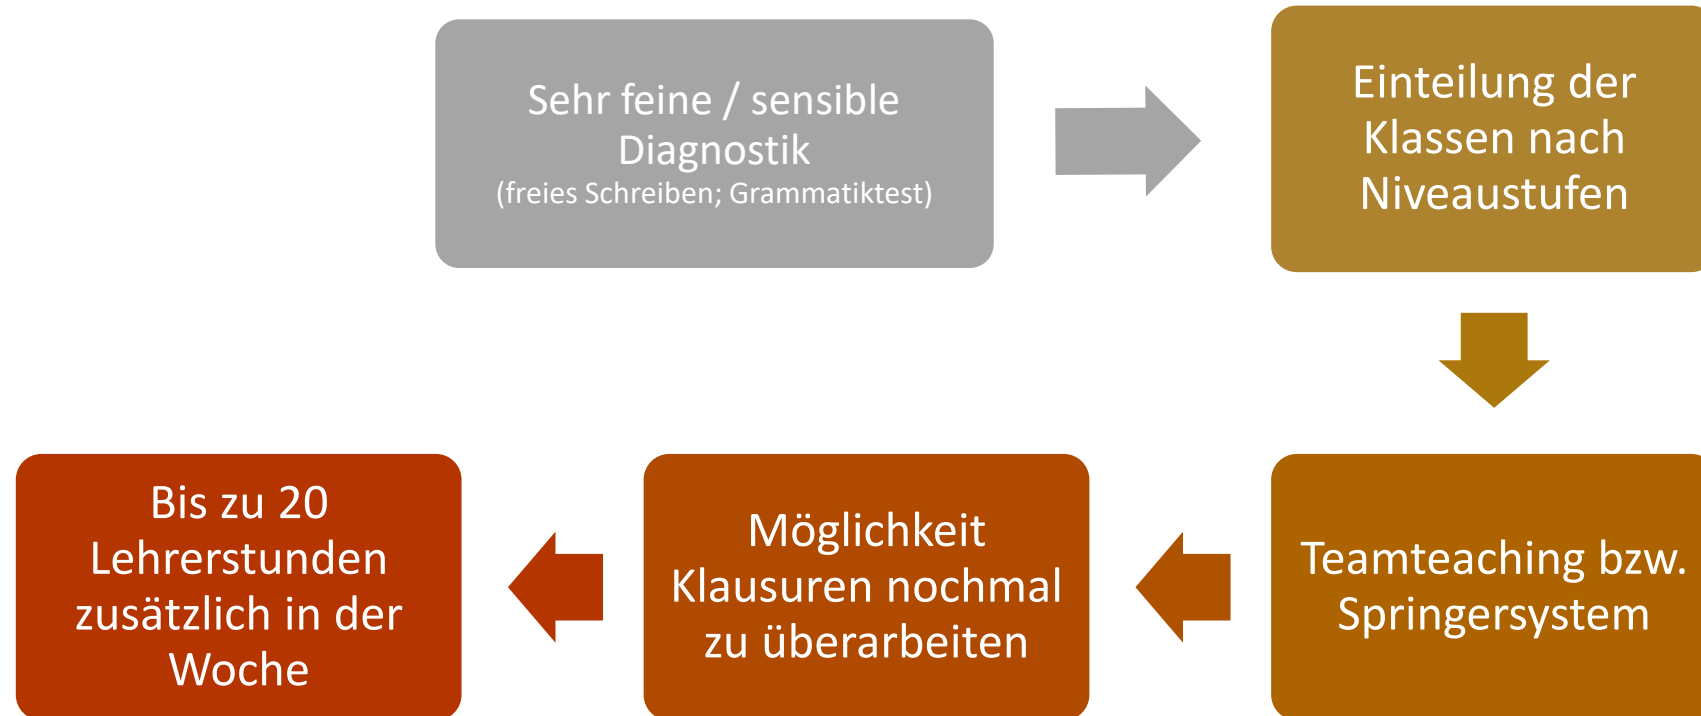 Sehr feine / sensible
Diagnostik
(freies Schreiben; Grammatiktest)
Einteilung der
Klassen nach
Niveaustufen
Teamteaching bzw.
Springersystem
Möglichkeit
Klausuren nochmal
zu überarbeiten
Bis zu 20
Lehrerstunden
zusätzlich in der
Woche